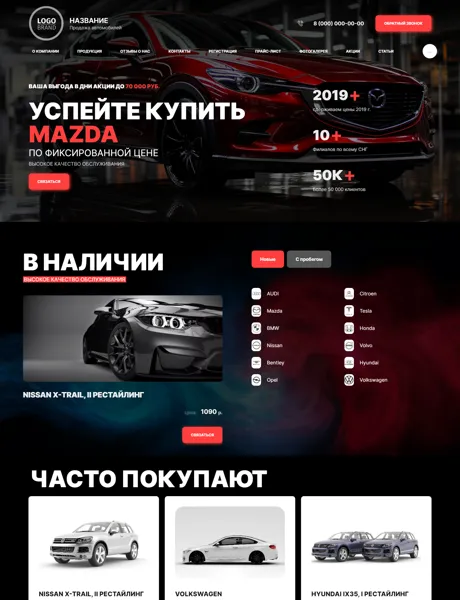 LOGO
BRAND
НАЗВАНИЕ
Продажа автомобилей
8 (000) 000-00-00
ОБРАТНЫЙ ЗВОНОК
О КОМПАНИИ ПРОДУКЦИЯ ОТЗЫВЫ О НАС КОНТАКТЫ РЕГИСТРАЦИЯ ПРАЙС-ЛИСТ ФОТОГАЛЕРЕЯ АКЦИИ СТАТЬИ
ВАША ВЫГОДА В ДНИ АКЦИИ ДО 70 000 РУБ.
УСПЕЙТЕ КУПИТЬ
MAZDA
ПО ФИКСИРОВАННОЙ ЦЕНЕ
ВЫСОКОЕ КАЧЕСТВО ОБСЛУЖИВАНИЯ
СВЯЗАТЬСЯ
2019+
сдерживаем цены 2019 г.
10+
Филиалов по всему СНГ
50K+
Более 50 000 клиентов
В НАЛИЧИИ
ВЫСОКОЕ КАЧЕСТВО ОБСЛУЖИВАНИЯ
NISSAN X-TRAIL, II РЕСТАЙЛИНГ
цена: 1090 р.
СВЯЗАТЬСЯ
Новые
С пробегом
AUDI
Mazda
BMW
Nissan
Bentley
Opel
Citroen
Tesla
Honda
Volvo
Hyundai
Volkswagen
ЧАСТО ПОКУПАЮТ
NISSAN X-TRAIL, II РЕСТАЙЛИНГ
VOLKSWAGEN
HYUNDAI IX35, I РЕСТАЙЛИНГ